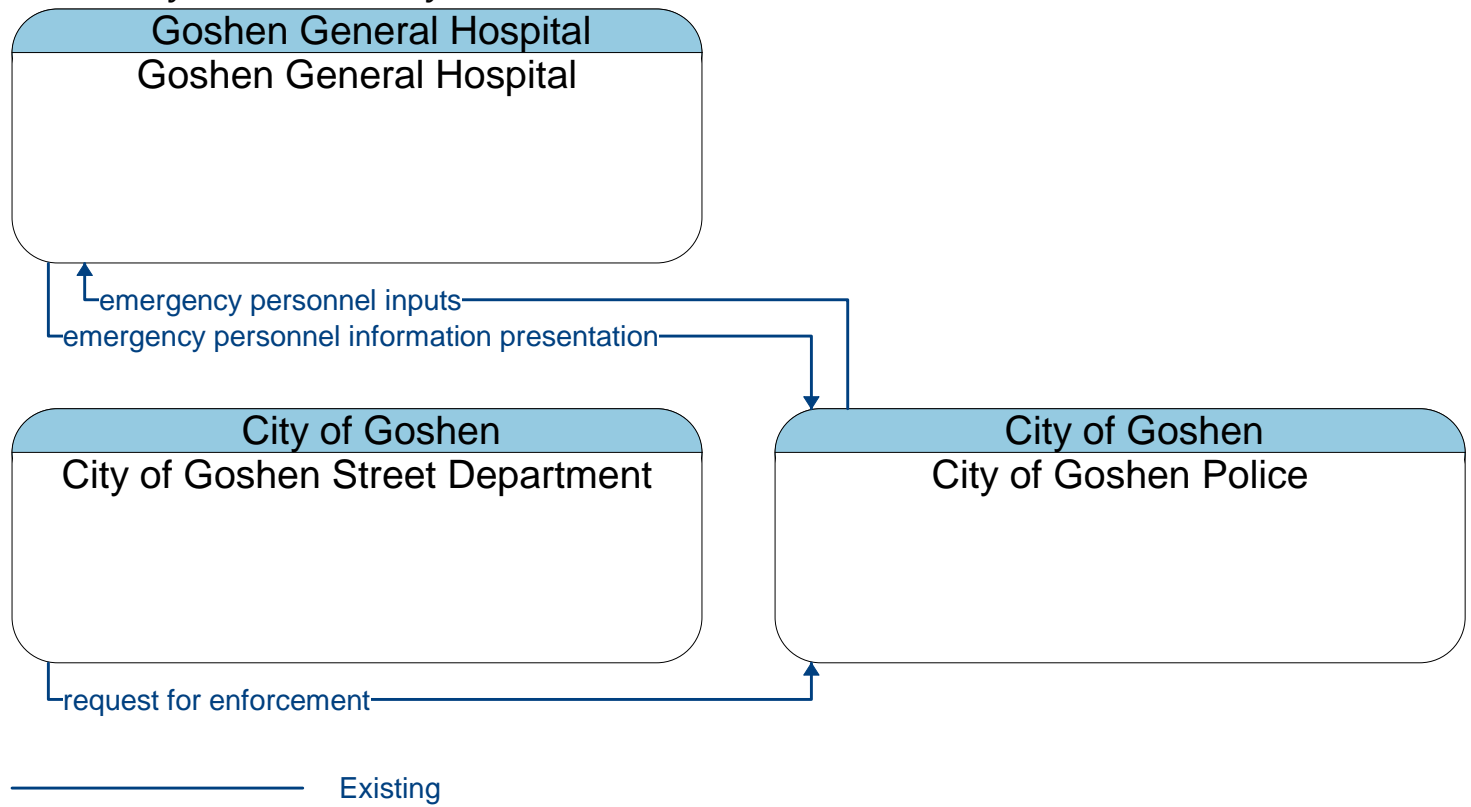 Goshen General Hospital
Goshen General Hospital
emergency personnel inputs
emergency personnel information presentation
City of Goshen
City of Goshen Street Department
City of Goshen
City of Goshen Police
request for enforcement
Existing